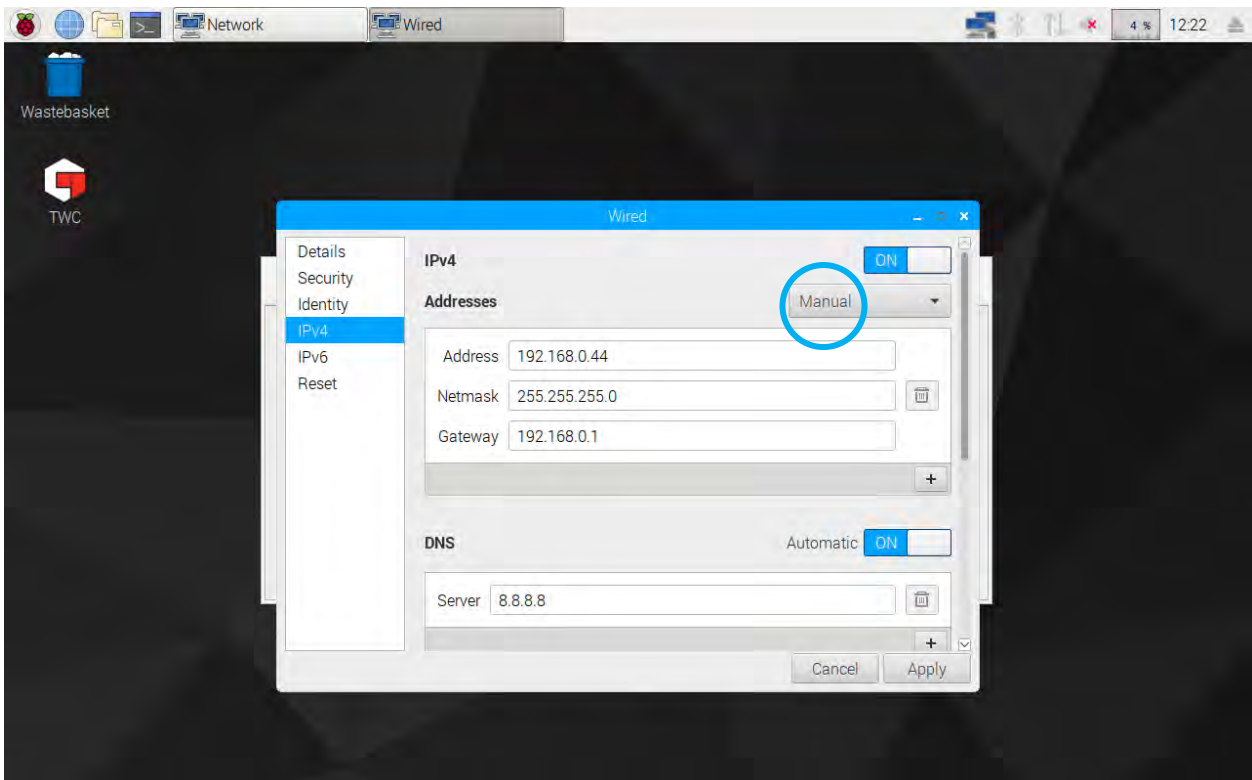 Network
Wired
4 %
12:22
Wastebasket
TWC
Wired
Details
Security
Identity
IPv4
IPv6
Reset
IPv4
ON
Addresses
Manual
Address 192.168.0.44
Netmask 255.255.255.0
Gateway 192.168.0.1
+
DNS
Automatic ON
Server 8.8.8.8
+
Cancel
Apply